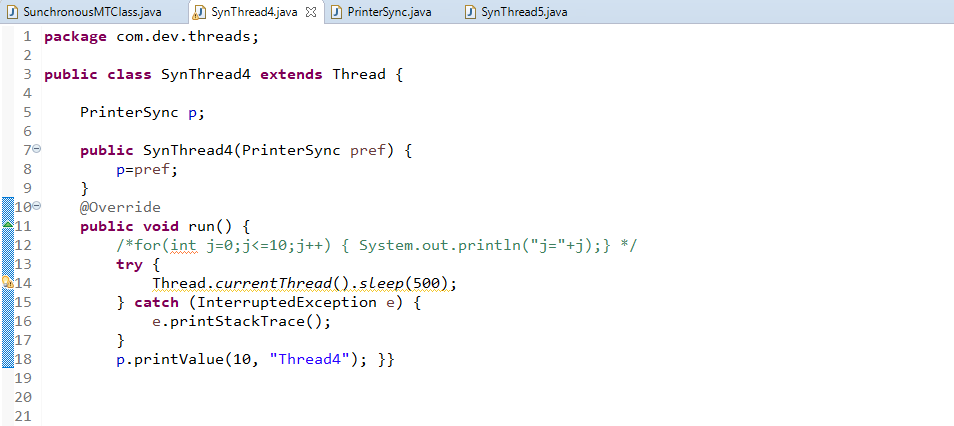 SunchronousMTClass.java SynThread4.java PrinterSync.java SynThread5.java
1 package com.dev.threads;
2
3 public class SynThread4 extends Thread {
4
5 PrinterSync p;
6
7 public SynThread4(PrinterSync pref) {
8 p=pref;
9 }
10 @Override
11 public void run() {
12 /*for(int j=0;j<=10;j++) { System.out.println("j="+j);} */
13 try {
14 Thread.currentThread().sleep(500);
15 } catch (InterruptedException e) {
16 e.printStackTrace();
17 }
18 p.printValue(10, "Thread4"); }}
19
20
21